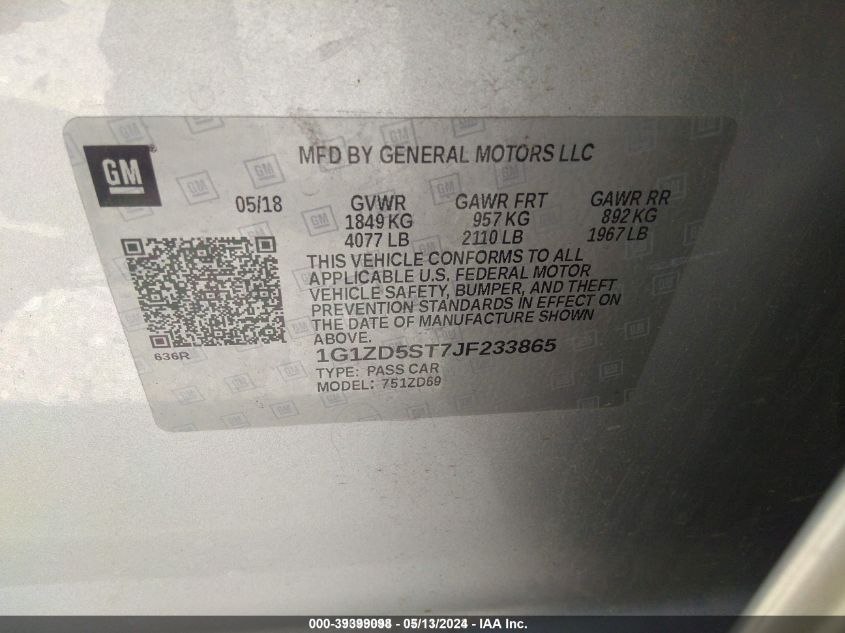 GM
MFD BY GENERAL MOTORS LLC
05/18
GVWR GAWR FRT GAWR RR
1849 KG 957 KG 892 KG
4077 LB 2110 LB 1967 LB
THIS VEHICLE CONFORMS TO ALL
APPLICABLE U.S. FEDERAL MOTOR
VEHICLE SAFETY, BUMPER, AND THEFT
PREVENTION STANDARDS IN EFFECT ON
THE DATE OF MANUFACTURE SHOWN
ABOVE.
636R
1G1ZD5ST7JF233865
TYPE: PASS CAR
MODEL: 751ZD69
000-39399098 - 05/13/2024 - IAA Inc.